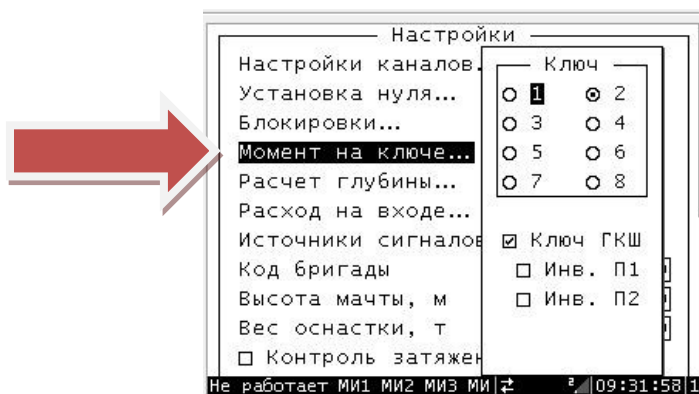 Настройки
Настройки каналов.
Установка нуля...
Блокировки...
Момент на ключе...
Расчет глубины...
Расход на входе...
Источники сигналов
Код бригады
Высота мачты, м
Вес оснастки, т
Контроль затяжен
Ключ
1 2
3 4
5 6
7 8
Ключ ГКШ
Инв. П1
Инв. П2
Не работает МИ1 МИ2 МИ3 МИ 2 09:31:58 1